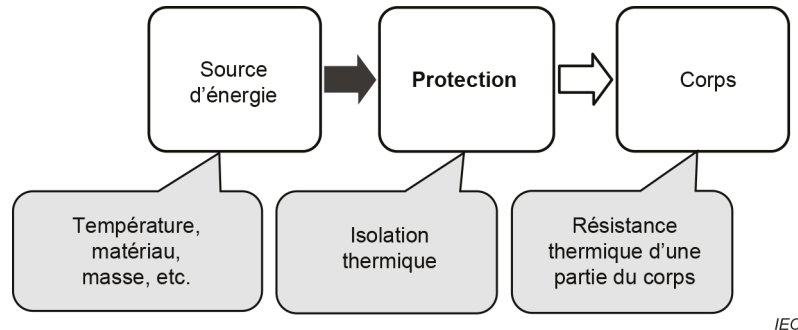 Source
d’énergie
Protection
Corps
Température,
matériau,
masse, etc.
Isolation
thermique
Résistance
thermique d’une
partie du corps
IEC